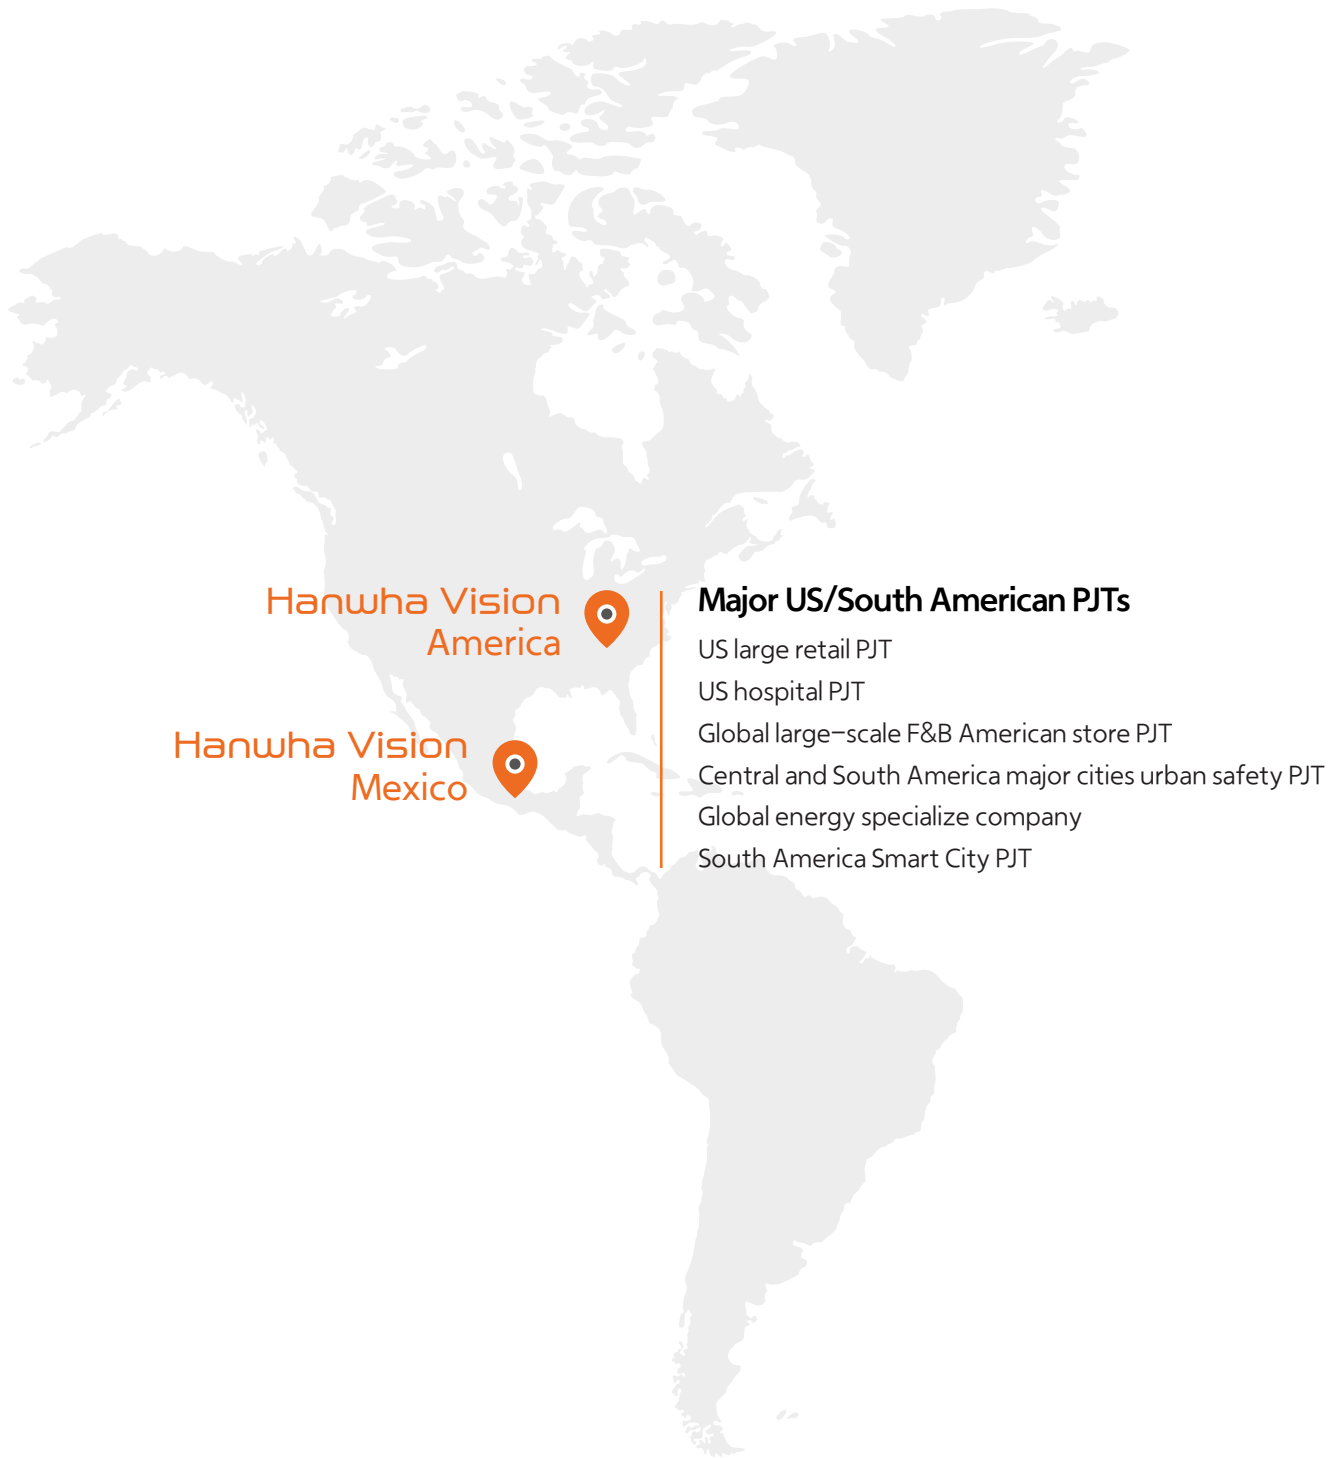 Hanwha Vision
America
Hanwha Vision
Mexico
Major US/South American PJTs
US large retail PJT
US hospital PJT
Global large-scale F&B American store PJT
Central and South America major cities urban safety PJT
Global energy specialize company
South America Smart City PJT